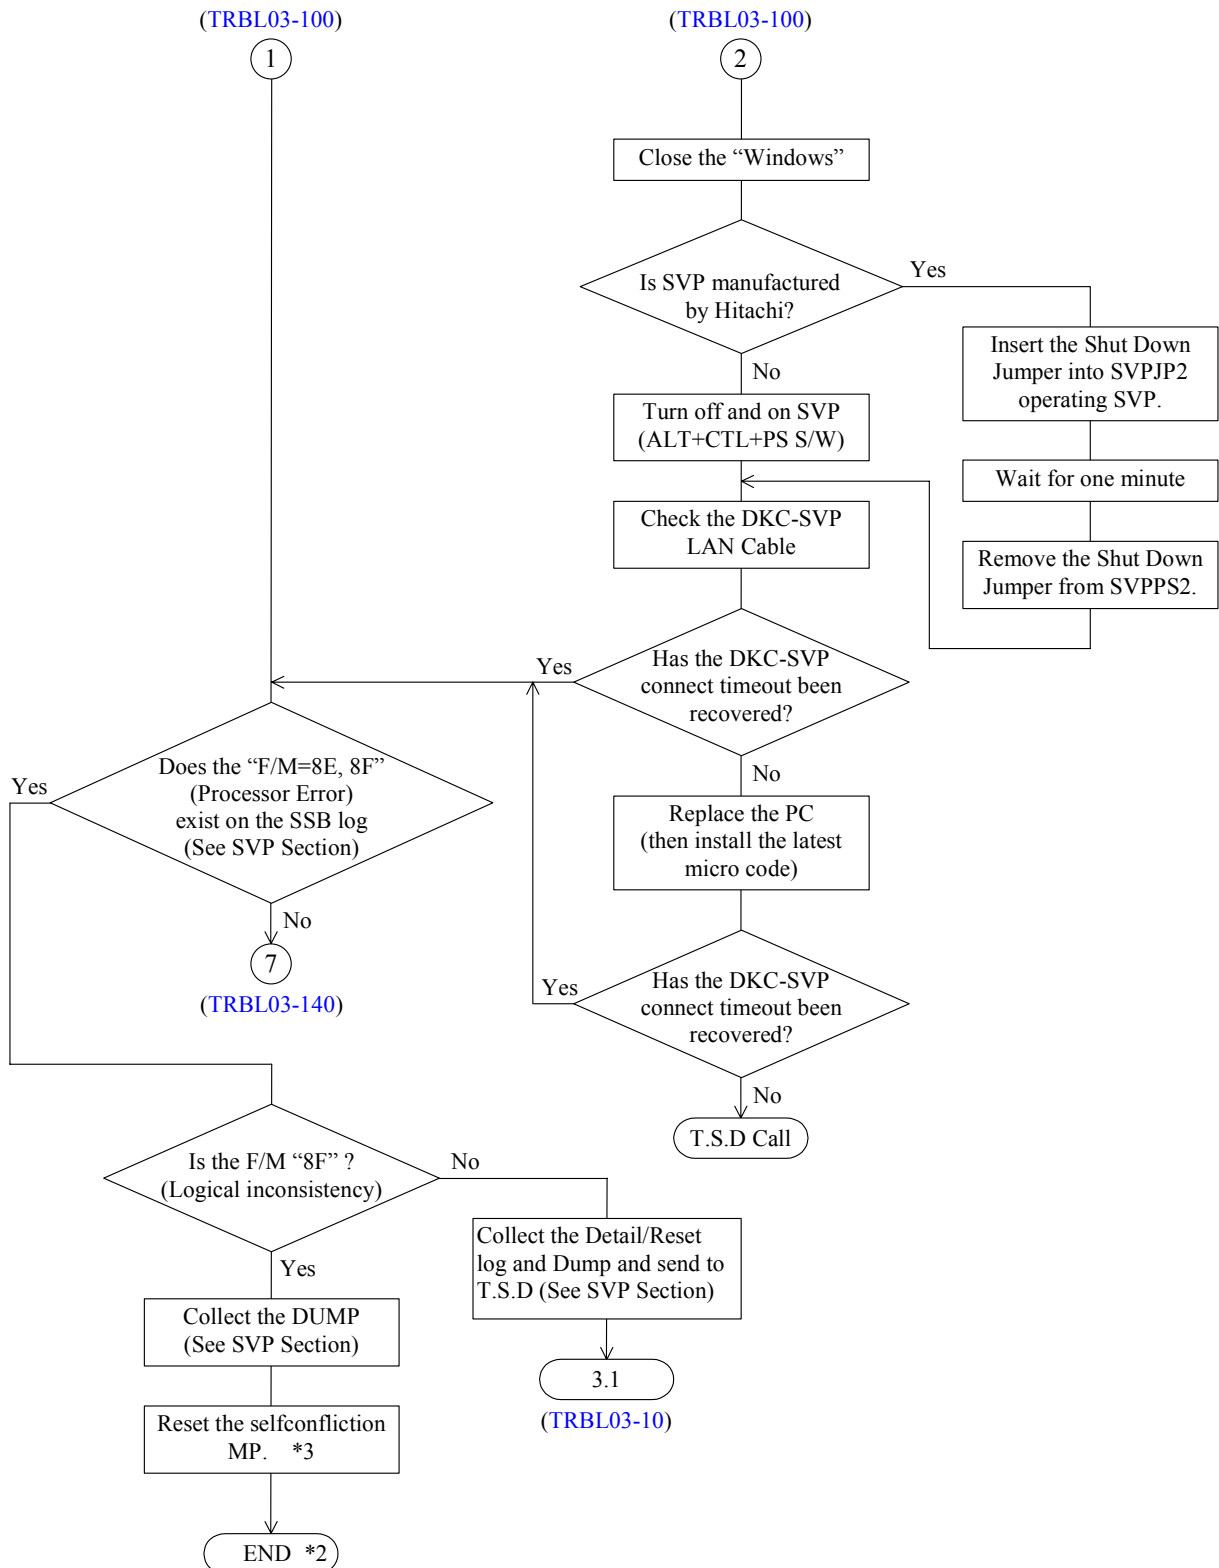 (TRBL03-100)
1
(TRBL03-100)
2
Close the “Windows”
Is SVP manufactured
by Hitachi?
Yes
No
Insert the Shut Down
Jumper into SVPJP2
operating SVP.
Turn off and on SVP
(ALT+CTL+PS S/W)
Wait for one minute
Check the DKC-SVP
LAN Cable
Remove the Shut Down
Jumper from SVPPS2.
Has the DKC-SVP
connect timeout been
recovered?
Yes
No
Does the “F/M=8E, 8F”
(Processor Error)
exist on the SSB log
(See SVP Section)
Yes
No
7
(TRBL03-140)
Replace the PC
(then install the latest
micro code)
Has the DKC-SVP
connect timeout been
recovered?
Yes
No
T.S.D Call
Is the F/M “8F” ?
(Logical inconsistency)
No
Yes
Collect the Detail/Reset
log and Dump and send to
T.S.D (See SVP Section)
3.1
(TRBL03-10)
Collect the DUMP
(See SVP Section)
Reset the selfconfliction
MP. *3
END *2